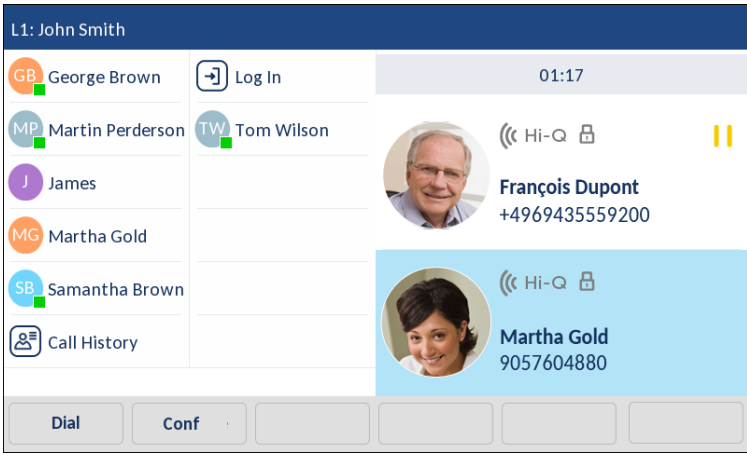 L1: John Smith
GB George Brown
Log In
01:17
MP Martin Perderson
TW Tom Wilson
Hi-Q
J James
François Dupont
+4969435559200
MG Martha Gold
SB Samantha Brown
Hi-Q
Call History
Martha Gold
9057604880
Dial
Conf